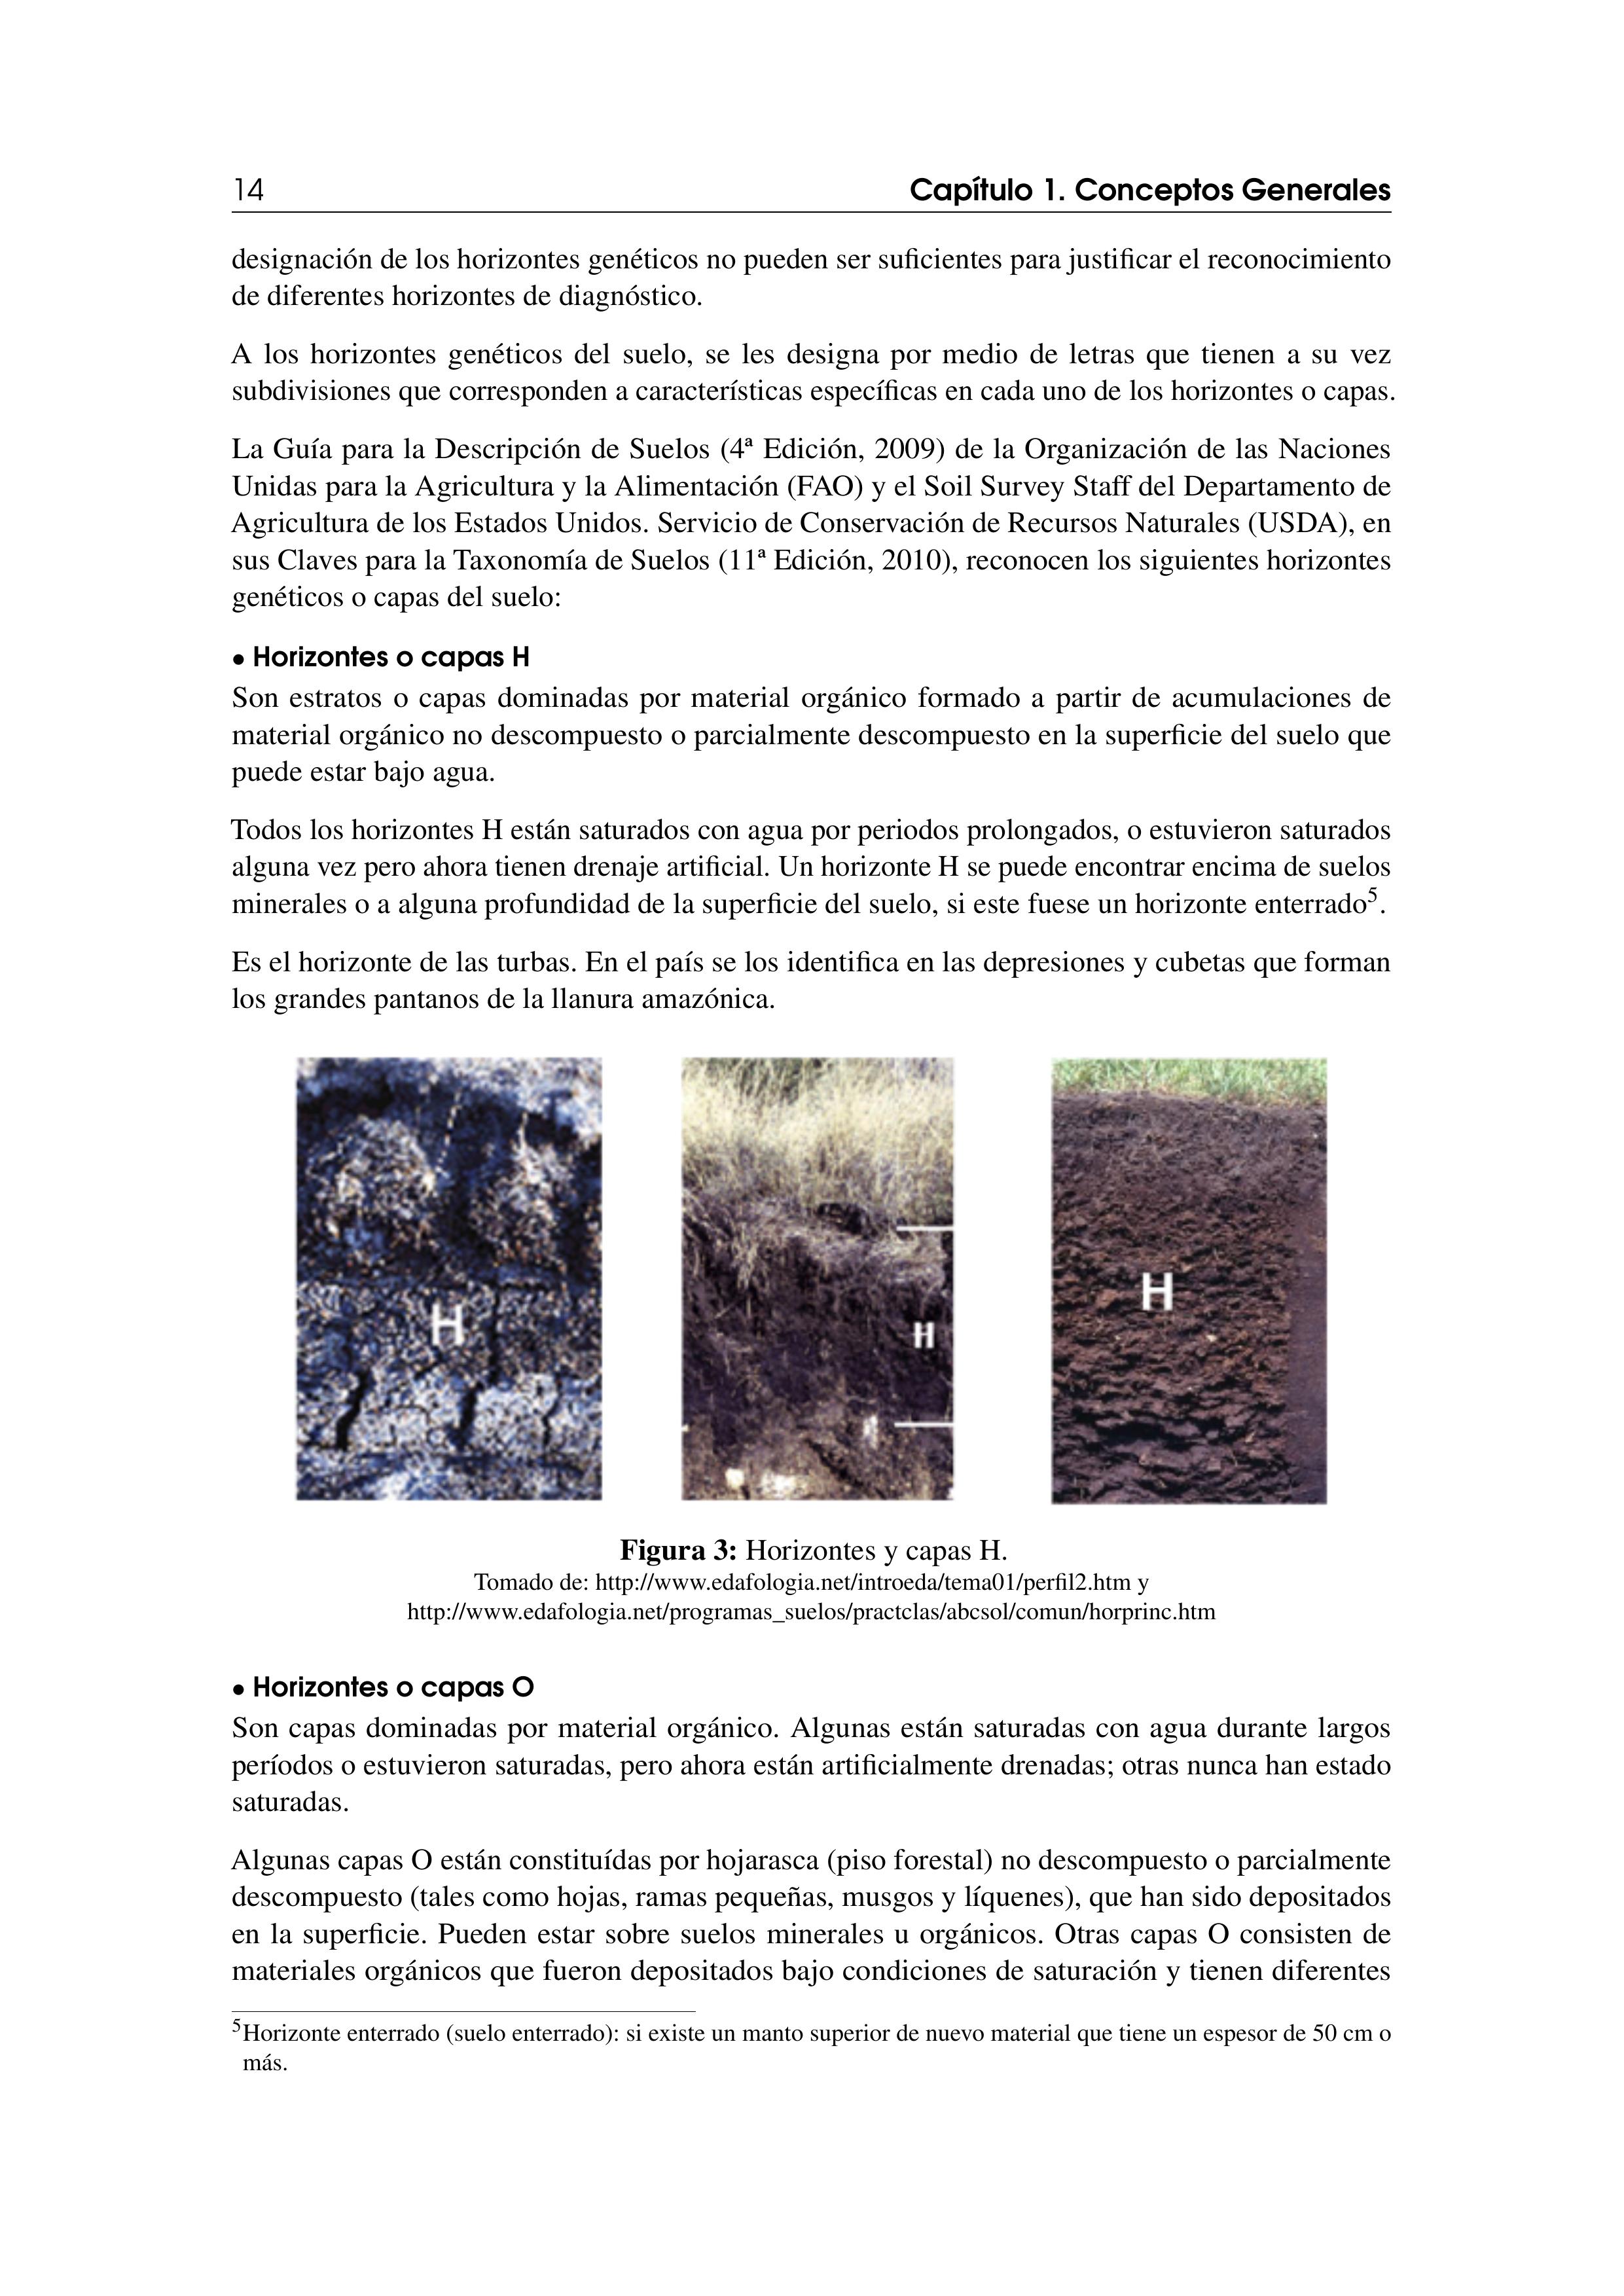 14 Capítulo 1. Conceptos Generales
designación de los horizontes genéticos no pueden ser suficientes para justificar el reconocimiento
de diferentes horizontes de diagnóstico.
A los horizontes genéticos del suelo, se les designa por medio de letras que tienen a su vez
subdivisiones que corresponden a características específicas en cada uno de los horizontes o capas.
La Guía para la Descripción de Suelos (4ª Edición, 2009) de la Organización de las Naciones
Unidas para la Agricultura y la Alimentación (FAO) y el Soil Survey Staff del Departamento de
Agricultura de los Estados Unidos. Servicio de Conservación de Recursos Naturales (USDA), en
sus Claves para la Taxonomía de Suelos (11ª Edición, 2010), reconocen los siguientes horizontes
genéticos o capas del suelo:
• Horizontes o capas H
Son estratos o capas dominadas por material orgánico formado a partir de acumulaciones de
material orgánico no descompuesto o parcialmente descompuesto en la superficie del suelo que
puede estar bajo agua.
Todos los horizontes H están saturados con agua por periodos prolongados, o estuvieron saturados
alguna vez pero ahora tienen drenaje artificial. Un horizonte H se puede encontrar encima de suelos
minerales o a alguna profundidad de la superficie del suelo, si este fuese un horizonte enterrado⁵.
Es el horizonte de las turbas. En el país se los identifica en las depresiones y cubetas que forman
los grandes pantanos de la llanura amazónica.
H
H
H
Figura 3: Horizontes y capas H.
Tomado de: http://www.edafologia.net/introeda/tema01/perfil2.htm y
http://www.edafologia.net/programas_suelos/practclas/abcsol/comun/horprinc.htm
• Horizontes o capas O
Son capas dominadas por material orgánico. Algunas están saturadas con agua durante largos
períodos o estuvieron saturadas, pero ahora están artificialmente drenadas; otras nunca han estado
saturadas.
Algunas capas O están constituídas por hojarasca (piso forestal) no descompuesto o parcialmente
descompuesto (tales como hojas, ramas pequeñas, musgos y líquenes), que han sido depositados
en la superficie. Pueden estar sobre suelos minerales u orgánicos. Otras capas O consisten de
materiales orgánicos que fueron depositados bajo condiciones de saturación y tienen diferentes
⁵Horizonte enterrado (suelo enterrado): si existe un manto superior de nuevo material que tiene un espesor de 50 cm o
más.